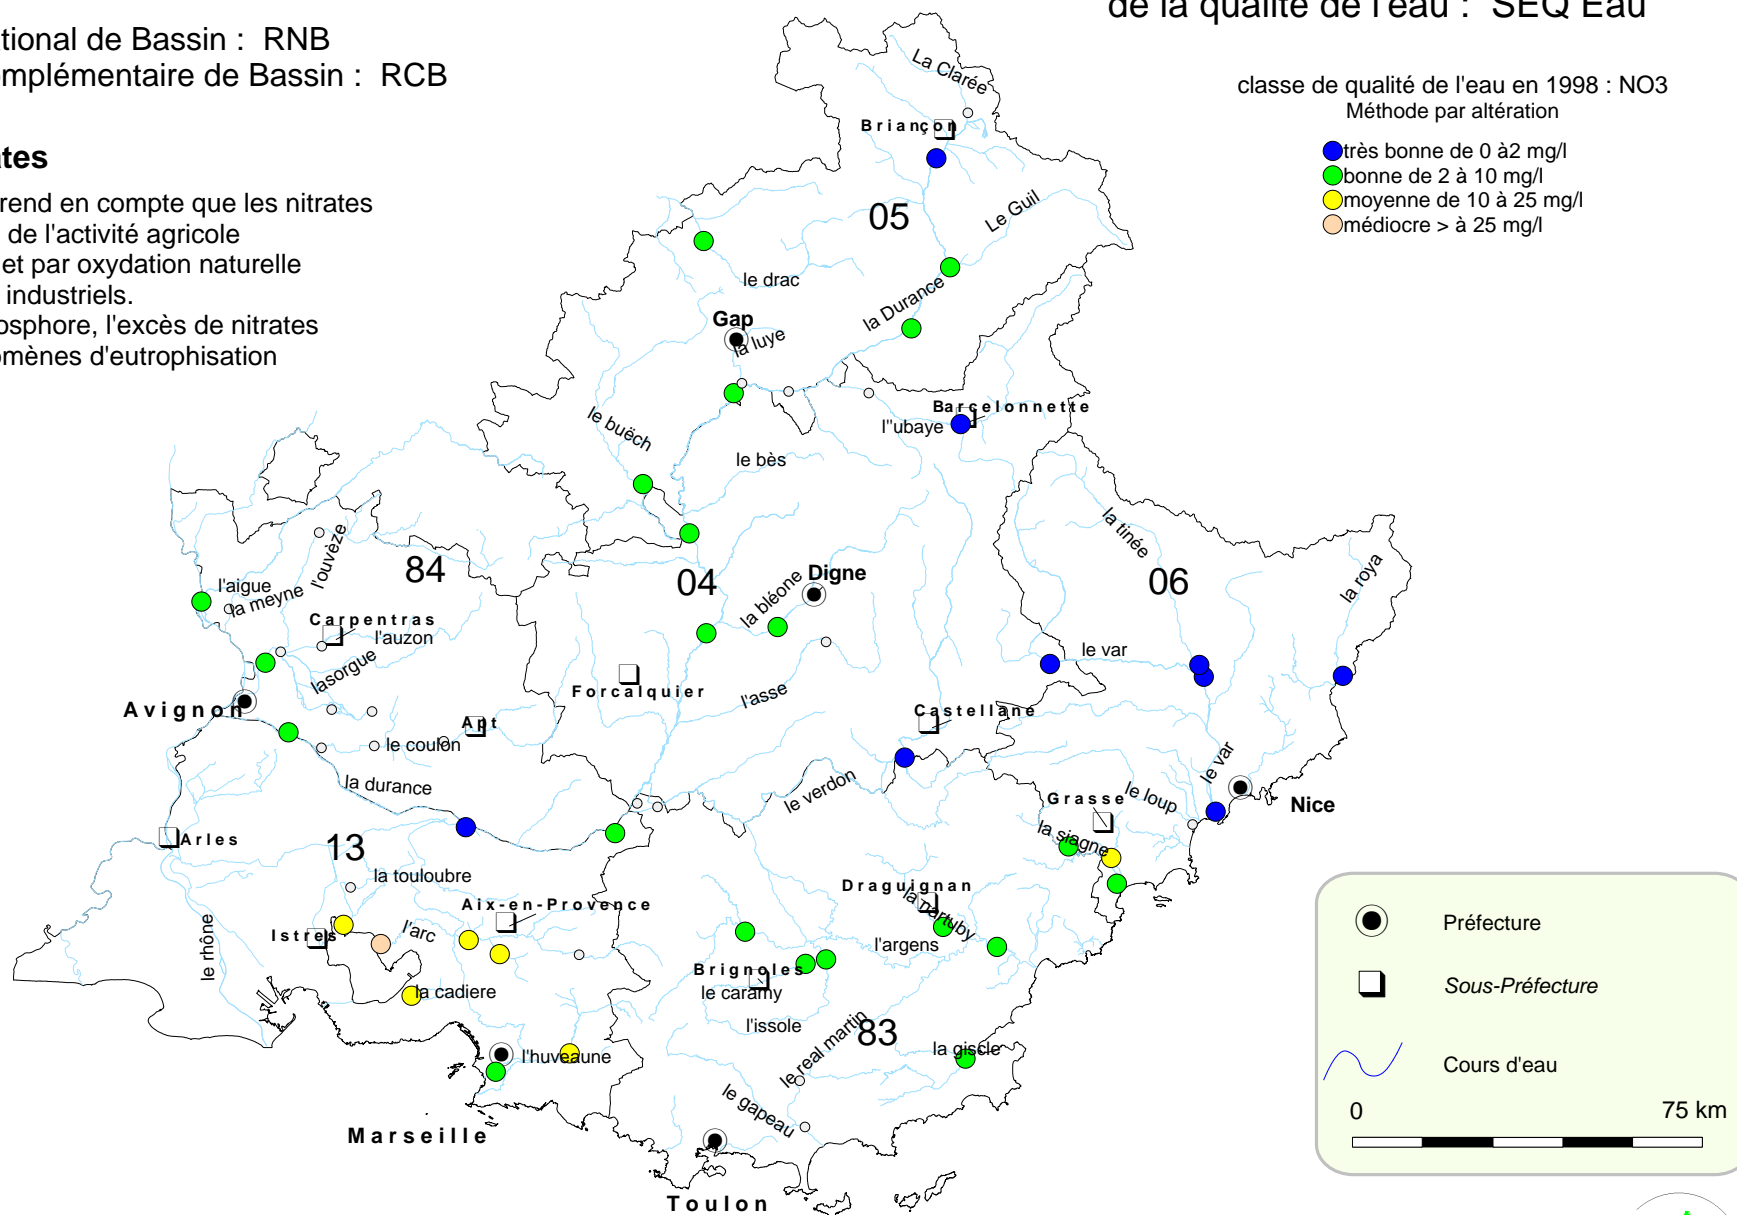 de la qualité de l'eau : SEQ Eau
tional de Bassin : RNB
omplémentaire de Bassin : RCB
classe de qualité de l'eau en 1998 : NO3
Méthode par altération
très bonne de 0 à2 mg/l
bonne de 2 à 10 mg/l
moyenne de 10 à 25 mg/l
médiocre > à 25 mg/l
tes
rend en compte que les nitrates
de l'activité agricole
et par oxydation naturelle
industriels.
osphore, l'excès de nitrates
omènes d'eutrophisation
La Clarée
Briançon
05
Le Guil
le drac
la Durance
Gap
la luye
Barcelonnette
l''ubaye
le buëch
le bès
la tinée
l'ouvèze
84
04
Digne
06
la roya
l'aigue
la meyne
la bléone
Carpentras
l'auzon
lasorgue
le var
Forcalquier
l'asse
Avignon
Apt
Castellane
le coulon
le var
la durance
le verdon
le loup
Grasse
Nice
la siagne
Arles
13
la touloubre
Draguignan
la nartuby
Aix-en-Provence
l'arc
Istres
l'argens
le rhône
Brignoles
le caramy
la cadiere
l'issole
le real martin
83
l'huveaune
la giscle
le gapeau
Marseille
Toulon
Préfecture
Sous-Préfecture
Cours d'eau
0
75 km